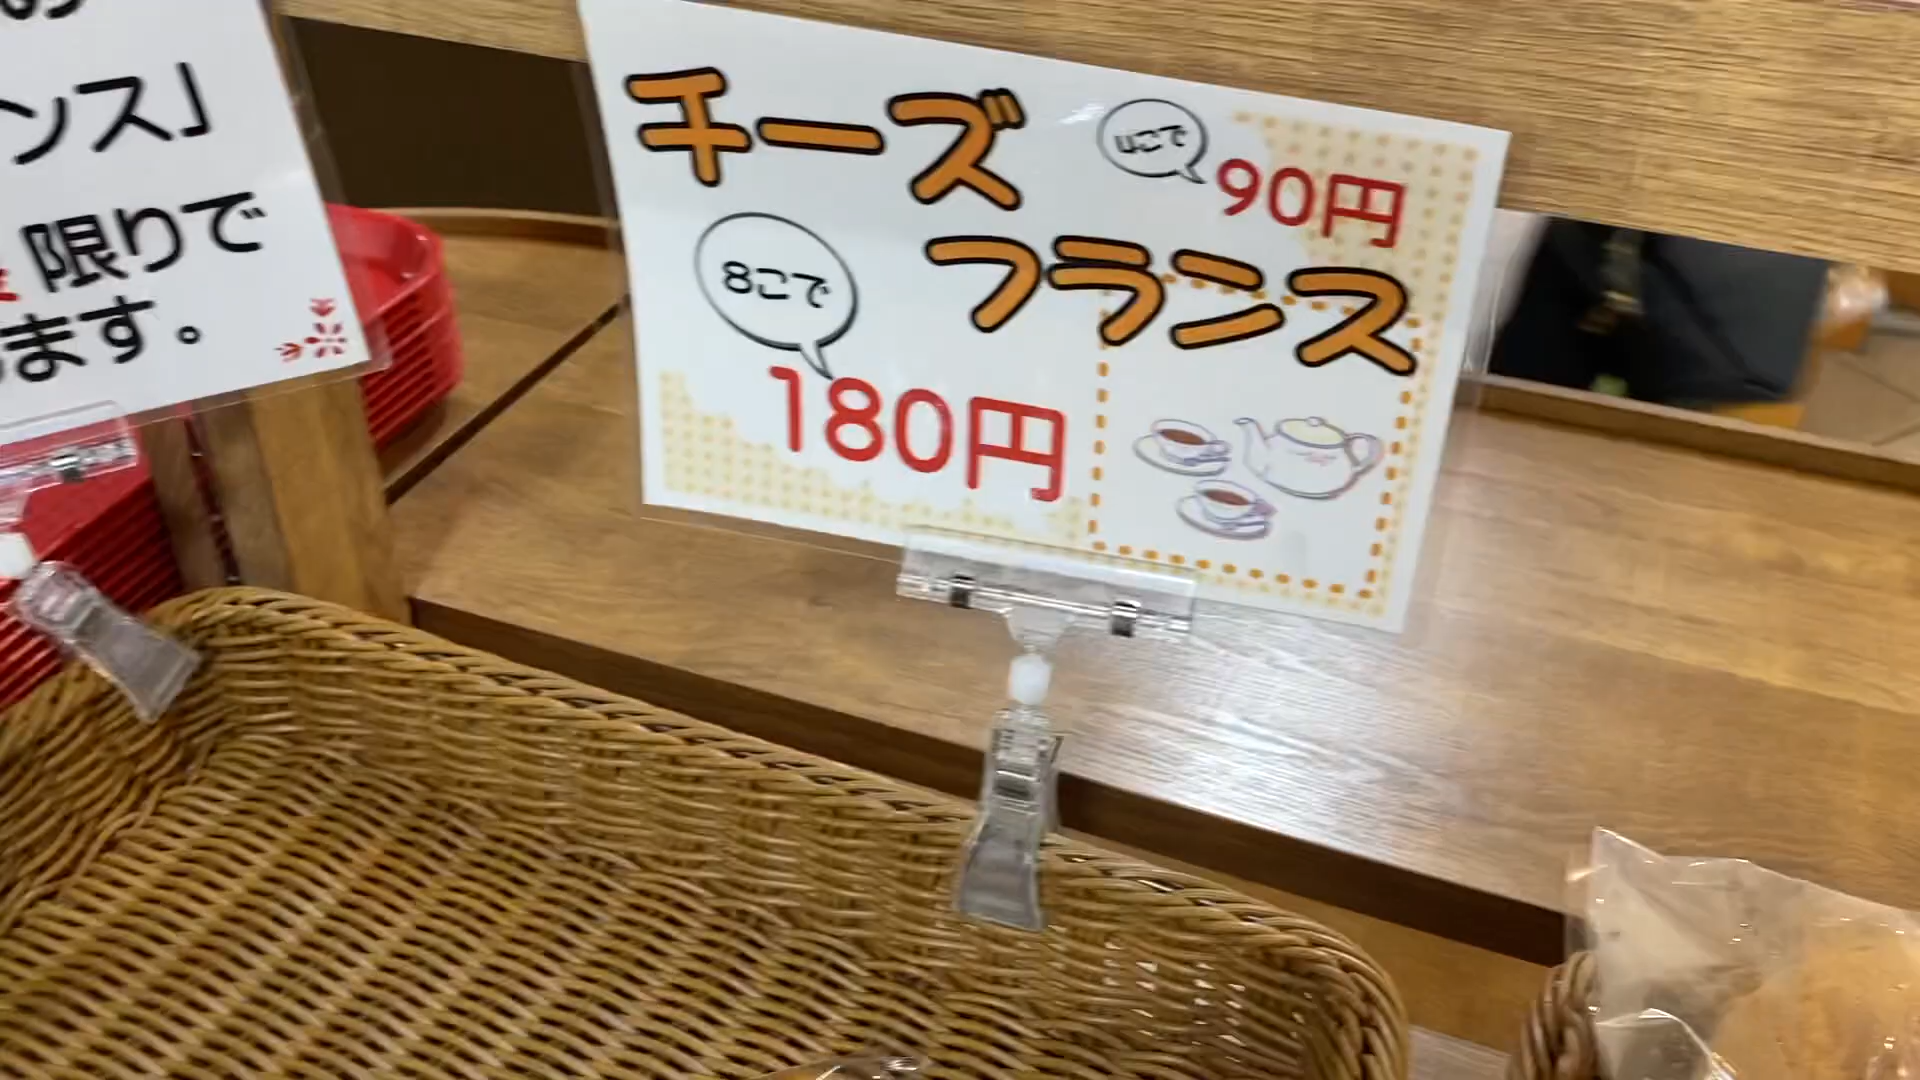 ンス」
限りで
ます。
チーズ
フランス
4こで
90円
8こで
180円